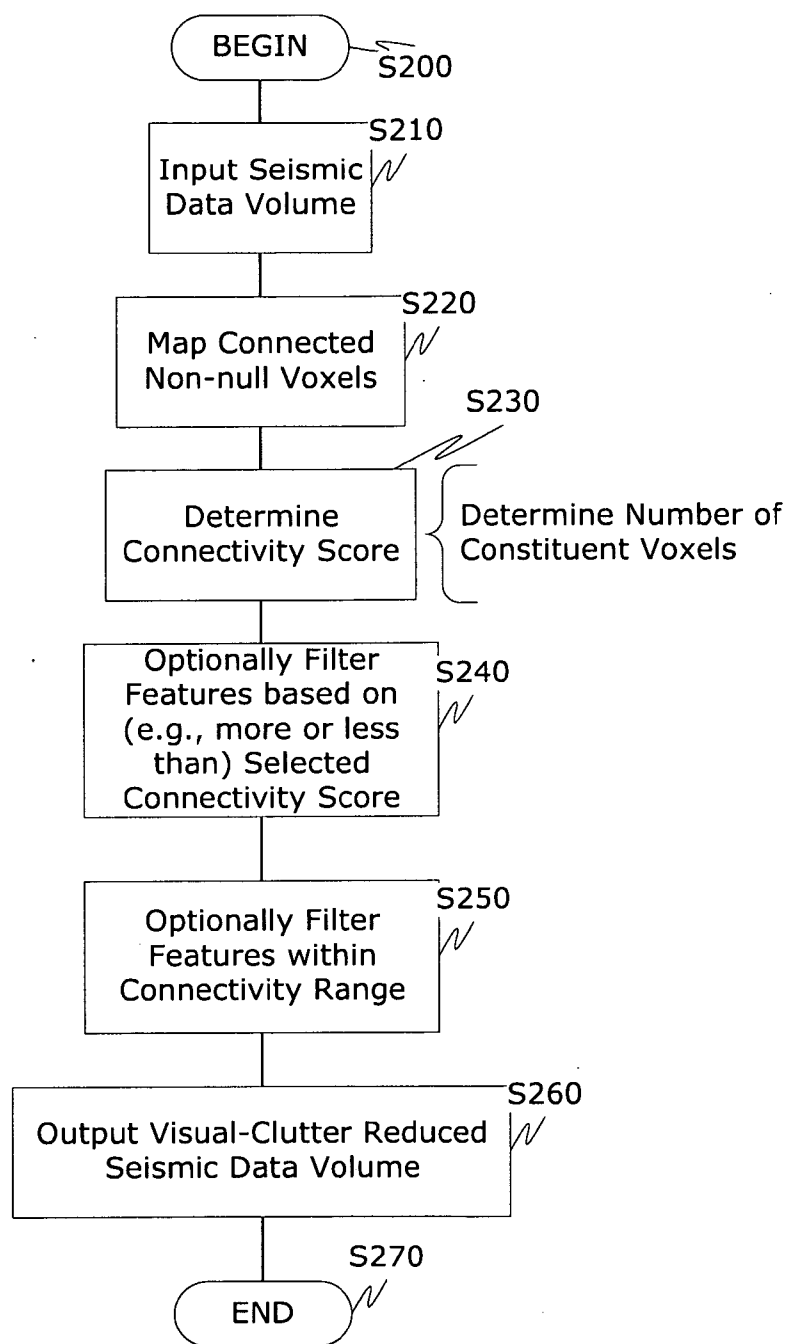 BEGIN
S200
S210
Input Seismic
Data Volume
S220
Map Connected
Non-null Voxels
S230
Determine
Connectivity Score
Determine Number of
Constituent Voxels
S240
Optionally Filter
Features based on
(e.g., more or less
than) Selected
Connectivity Score
S250
Optionally Filter
Features within
Connectivity Range
S260
Output Visual-Clutter Reduced
Seismic Data Volume
S270
END